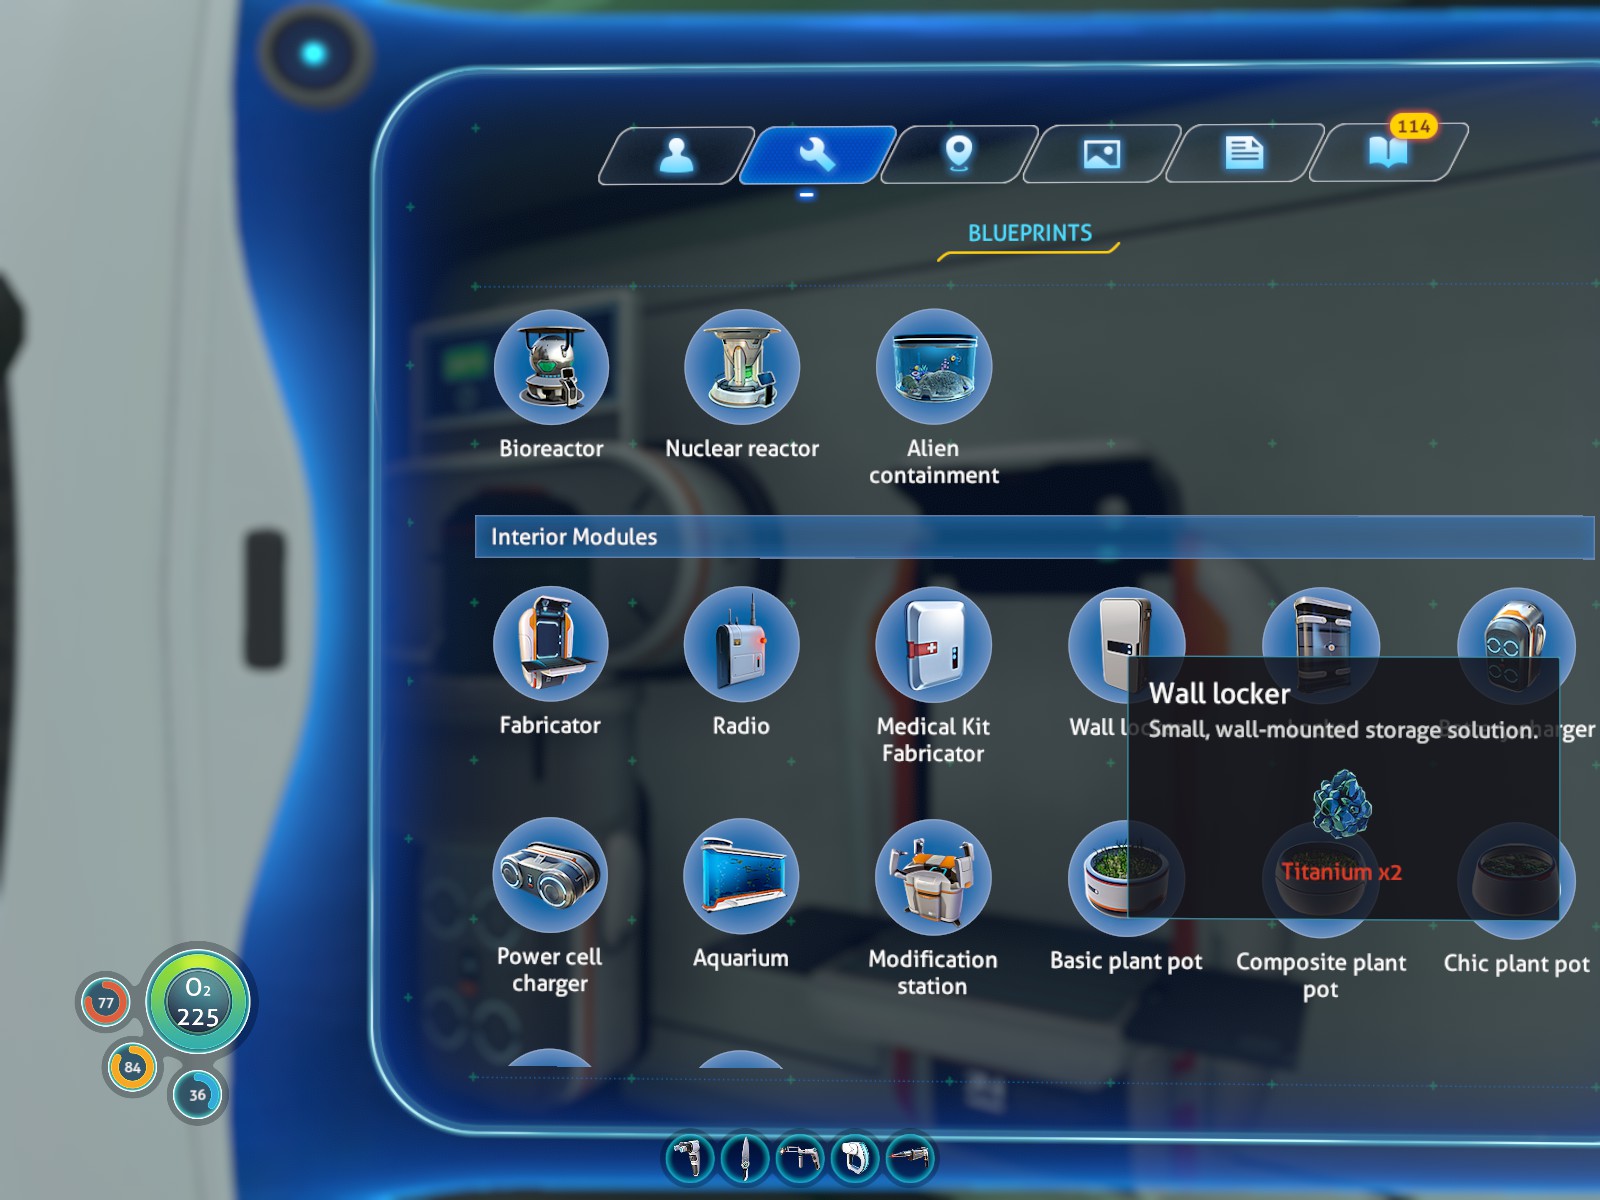 114
BLUEPRINTS
Bioreactor
Nuclear reactor
Alien
containment
Interior Modules
Fabricator
Radio
Medical Kit
Fabricator
Wall
Wall locker
Small, wall-mounted storage solution.
Titanium x2
Power cell
charger
Aquarium
Modification
station
Basic plant pot
Composite plant
pot
Chic plant pot
O₂
225
77
84
36